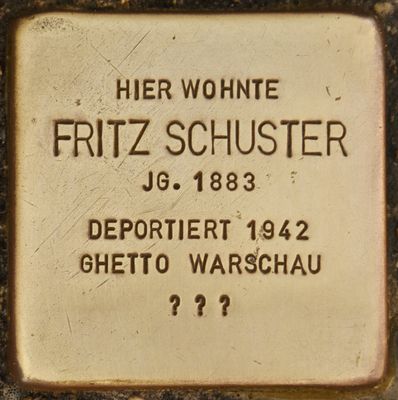 HIER WOHNTE
FRITZ SCHUSTER
JG. 1883
DEPORTIERT 1942
GHETTO WARSCHAU
? ? ?